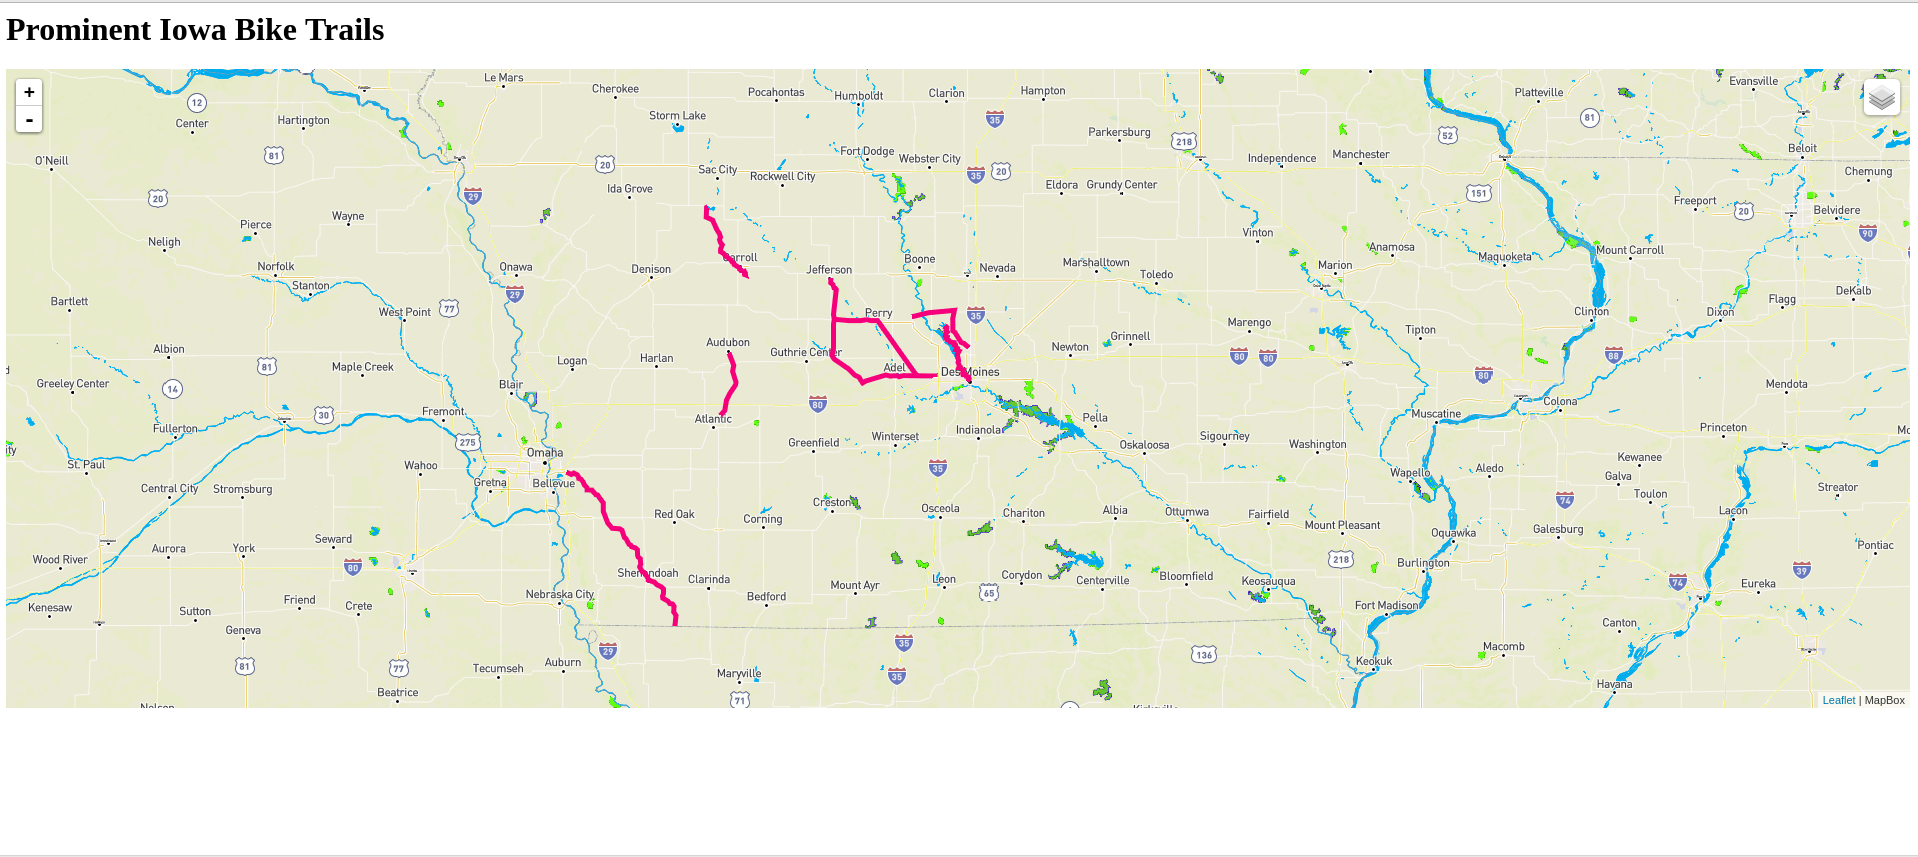 Prominent Iowa Bike Trails
+
-
Le Mars
Cherokee
Pocahontas
Humboldt
Clarion
Hampton
Platteville
Evansville
12
Center
Hartington
Storm Lake
35
Parkersburg
218
52
81
O'Neill
81
20
Sac City
Rockwell City
Fort Dodge
Webster City
35
20
Independence
Manchester
Beloit
Chemung
20
29
Ida Grove
Eldora
Grundy Center
151
Freeport
20
Belvidere
Pierce
Wayne
Neligh
Vinton
90
Anamosa
Mount Carroll
Norfolk
Onawa
Denison
Carroll
Jefferson
Boone
Nevada
Marshalltown
Toledo
Marion
Maquoketa
Stanton
29
Bartlett
West Point
77
Perry
35
Marengo
Tipton
Clinton
Dixon
Flagg
DeKalb
Albion
81
Maple Creek
Logan
Harlan
Audubon
Guthrie Center
Adel
Des Moines
Newton
Grinnell
80
80
88
Greeley Center
14
Blair
80
Mendota
30
Fremont
Atlantic
80
Pella
Muscatine
Colona
Fullerton
275
Omaha
Greenfield
Winterset
Indianola
Oskaloosa
Sigourney
Washington
Princeton
ity
St. Paul
Wahoo
Gretna
Bellevue
35
Wapello
Aledo
Kewanee
Galva
Central City
Stromsburg
Red Oak
Corning
Creston
Osceola
Chariton
Albia
Ottumwa
Fairfield
Mount Pleasant
74
Toulon
Streator
Lacon
Seward
Oquawka
Galesburg
Wood River
Aurora
York
80
Shenandoah
Clarinda
Mount Ayr
Leon
Corydon
Centerville
Bloomfield
Keosauqua
218
Burlington
Pontiac
74
Eureka
39
Kenesaw
Sutton
Friend
Crete
Nebraska City
Bedford
65
Fort Madison
Geneva
Canton
81
77
Tecumseh
Auburn
29
35
136
Keokuk
Macomb
Beatrice
Maryville
71
35
Havana
Nelson
Kirksville
Leaflet | MapBox